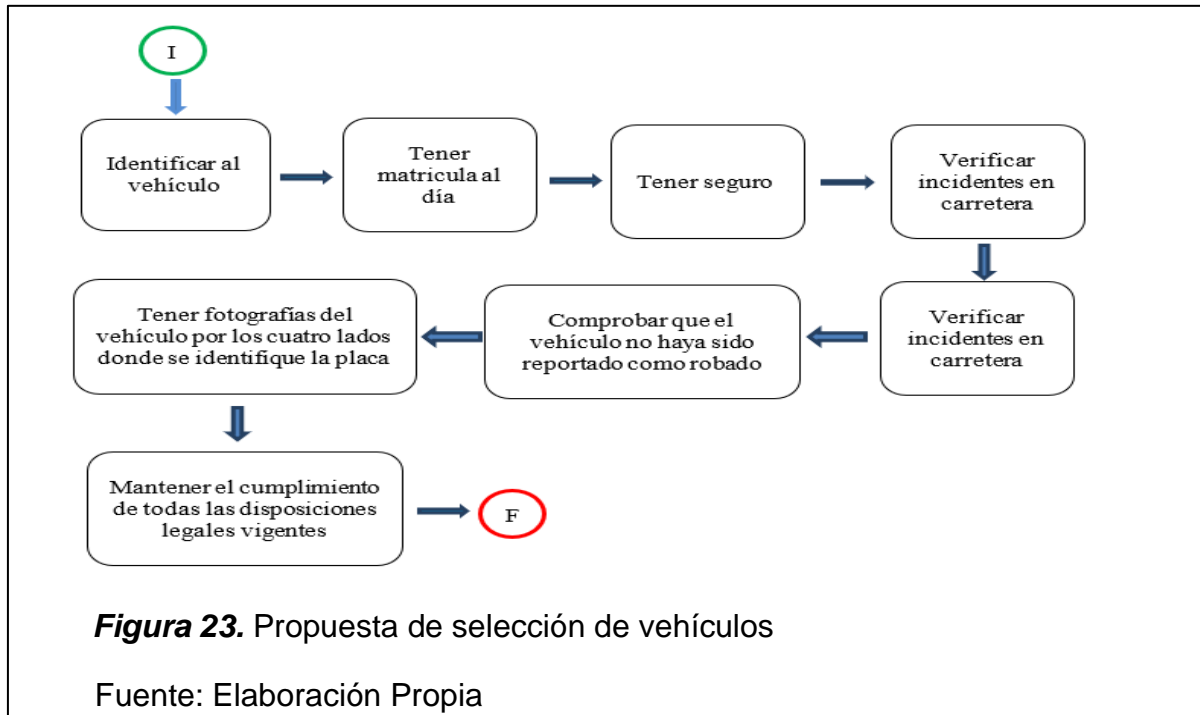 I
Identificar al
vehículo
Tener
matricula al
día
Tener seguro
Verificar
incidentes en
carretera
Verificar
incidentes en
carretera
Comprobar que el
vehículo no haya sido
reportado como robado
Tener fotografías del
vehículo por los cuatro lados
donde se identifique la placa
Mantener el cumplimiento
de todas las disposiciones
legales vigentes
F
Figura 23. Propuesta de selección de vehículos
Fuente: Elaboración Propia